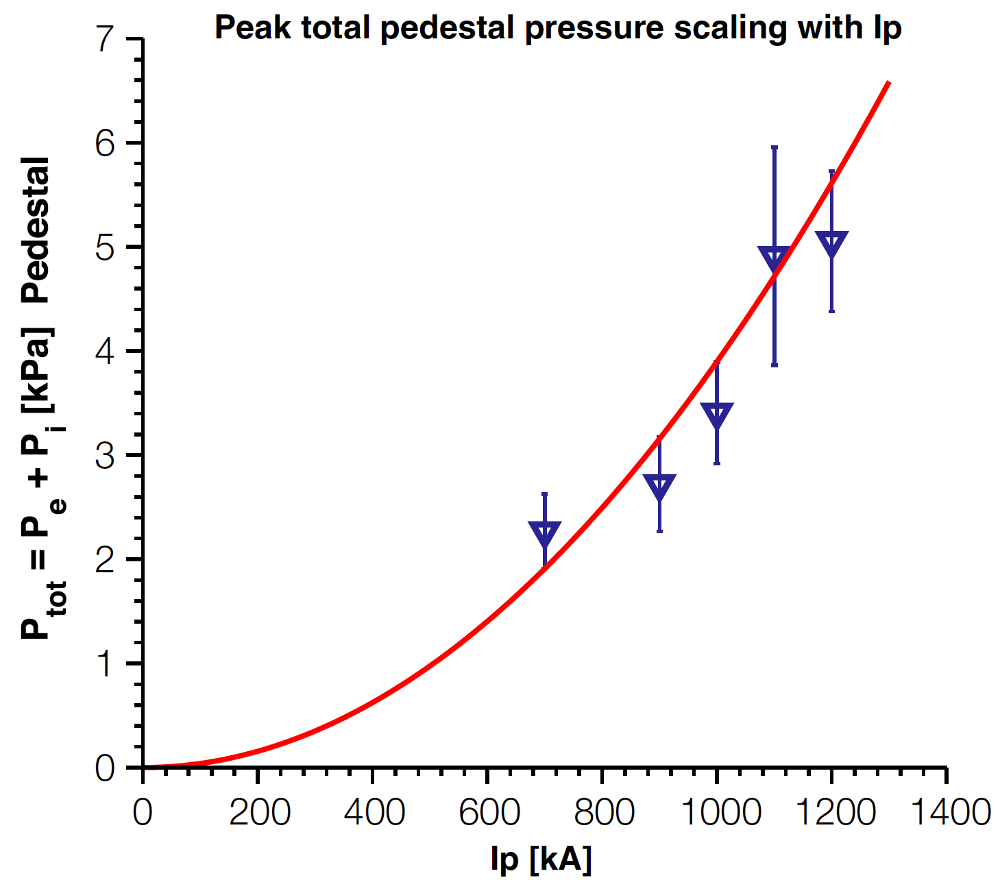 Peak total pedestal pressure scaling with Ip
7
6
5
4
3
2
1
0
P_tot = P_e + P_i [kPa] Pedestal
0 200 400 600 800 1000 1200 1400
Ip [kA]